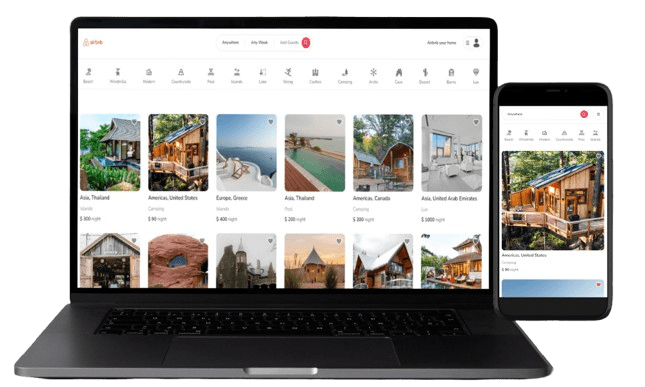 airbnb
Anywhere Any Week Add Guests
Airbnb your home
Beach Windmills Modern Countryside Pool Islands Lake Skiing Castles Camping Arctic Cave Desert Barns Lux
Asia, Thailand
Islands
$ 300 night
Americas, United States
Camping
$ 90 night
Europe, Greece
Islands
$ 400 night
Asia, Thailand
Pool
$ 200 night
Americas, Canada
Camping
$ 300 night
Asia, United Arab Emirates
Lux
$ 1000 night
Anywhere
Beach Windmills Modern Countryside Pool Islands
Americas, United States
Camping
$ 90 night